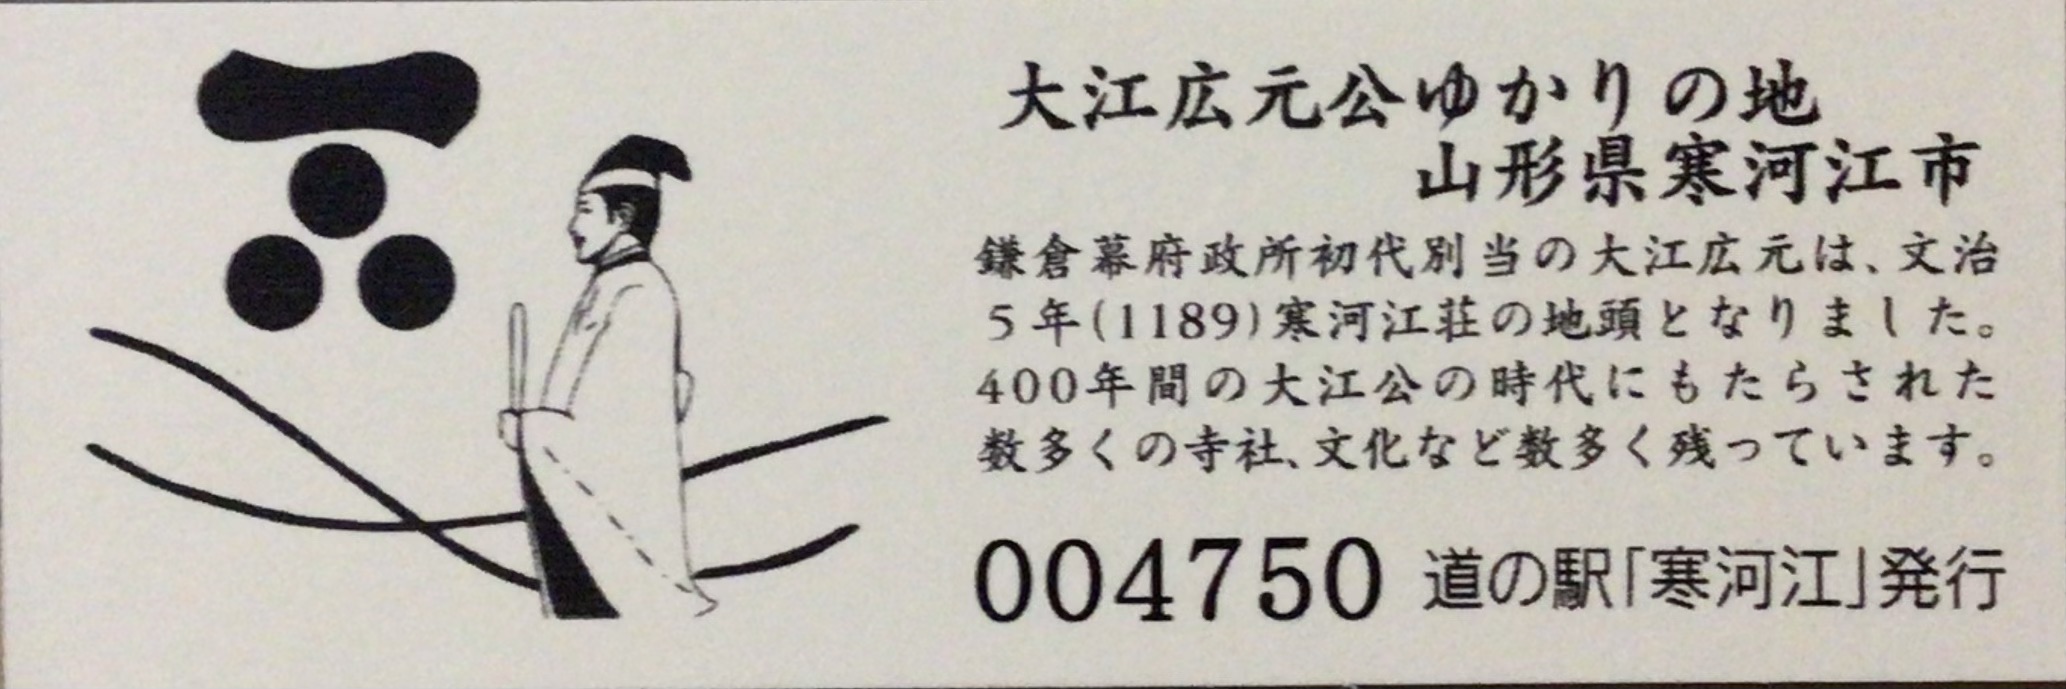 大江広元公ゆかりの地
山形県寒河江市
鎌倉幕府政所初代別当の大江広元は、文治
5年(1189)寒河江荘の地頭となりました。
400年間の大江公の時代にもたらされた
数多くの寺社、文化など数多く残っています。
004750 道の駅「寒河江」発行